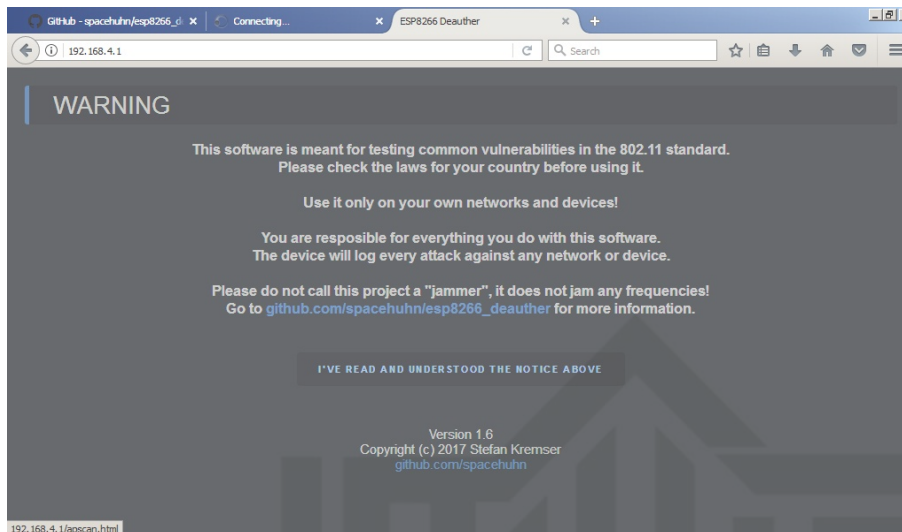 GitHub - spacehuhn/esp8266_d
Connecting...
ESP8266 Deauther
192.168.4.1
Search
WARNING
This software is meant for testing common vulnerabilities in the 802.11 standard.
Please check the laws for your country before using it.
Use it only on your own networks and devices!
You are resposible for everything you do with this software.
The device will log every attack against any network or device.
Please do not call this project a "jammer", it does not jam any frequencies!
Go to github.com/spacehuhn/esp8266_deauther for more information.
I'VE READ AND UNDERSTOOD THE NOTICE ABOVE
Version 1.6
Copyright (c) 2017 Stefan Kremser
github.com/spacehuhn
192.168.4.1/apscan.html